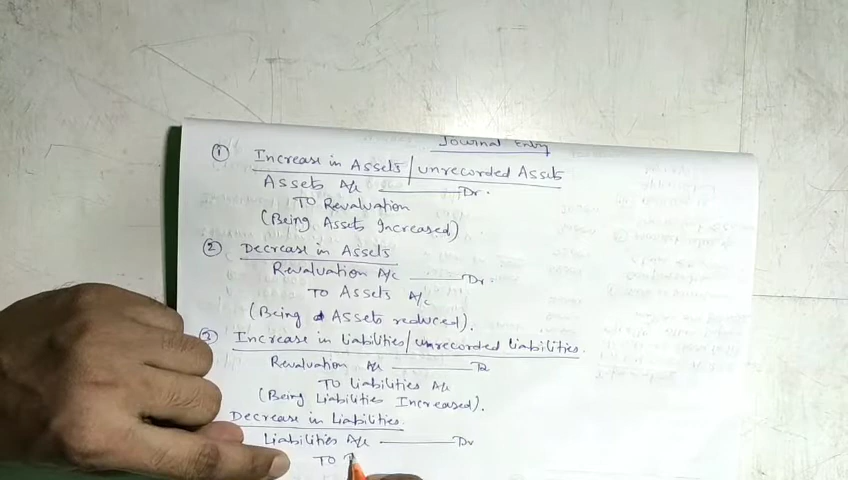 Journal Entry
① Increase in Assets/unrecorded Assets
Assets A/c ——— Dr.
To Revaluation
(Being Assets Increased)
② Decrease in Assets
Revaluation A/c ——— Dr.
To Assets A/c
(Being Assets reduced).
③ Increase in liabilities/unrecorded liabilities.
Revaluation A/c ——— Dr
To liabilities A/c
(Being Liabilities Increased).
Decrease in Liabilities.
Liabilities A/c ——— Dr
To